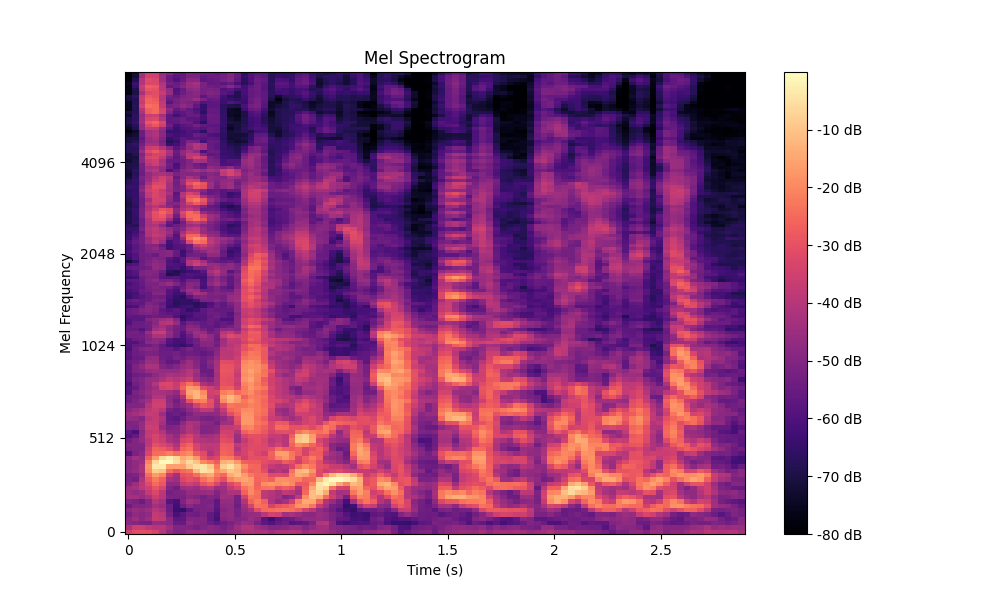 Mel Spectrogram
Mel Frequency
4096
2048
1024
512
0
0
0.5
1
1.5
2
2.5
Time (s)
-10 dB
-20 dB
-30 dB
-40 dB
-50 dB
-60 dB
-70 dB
-80 dB